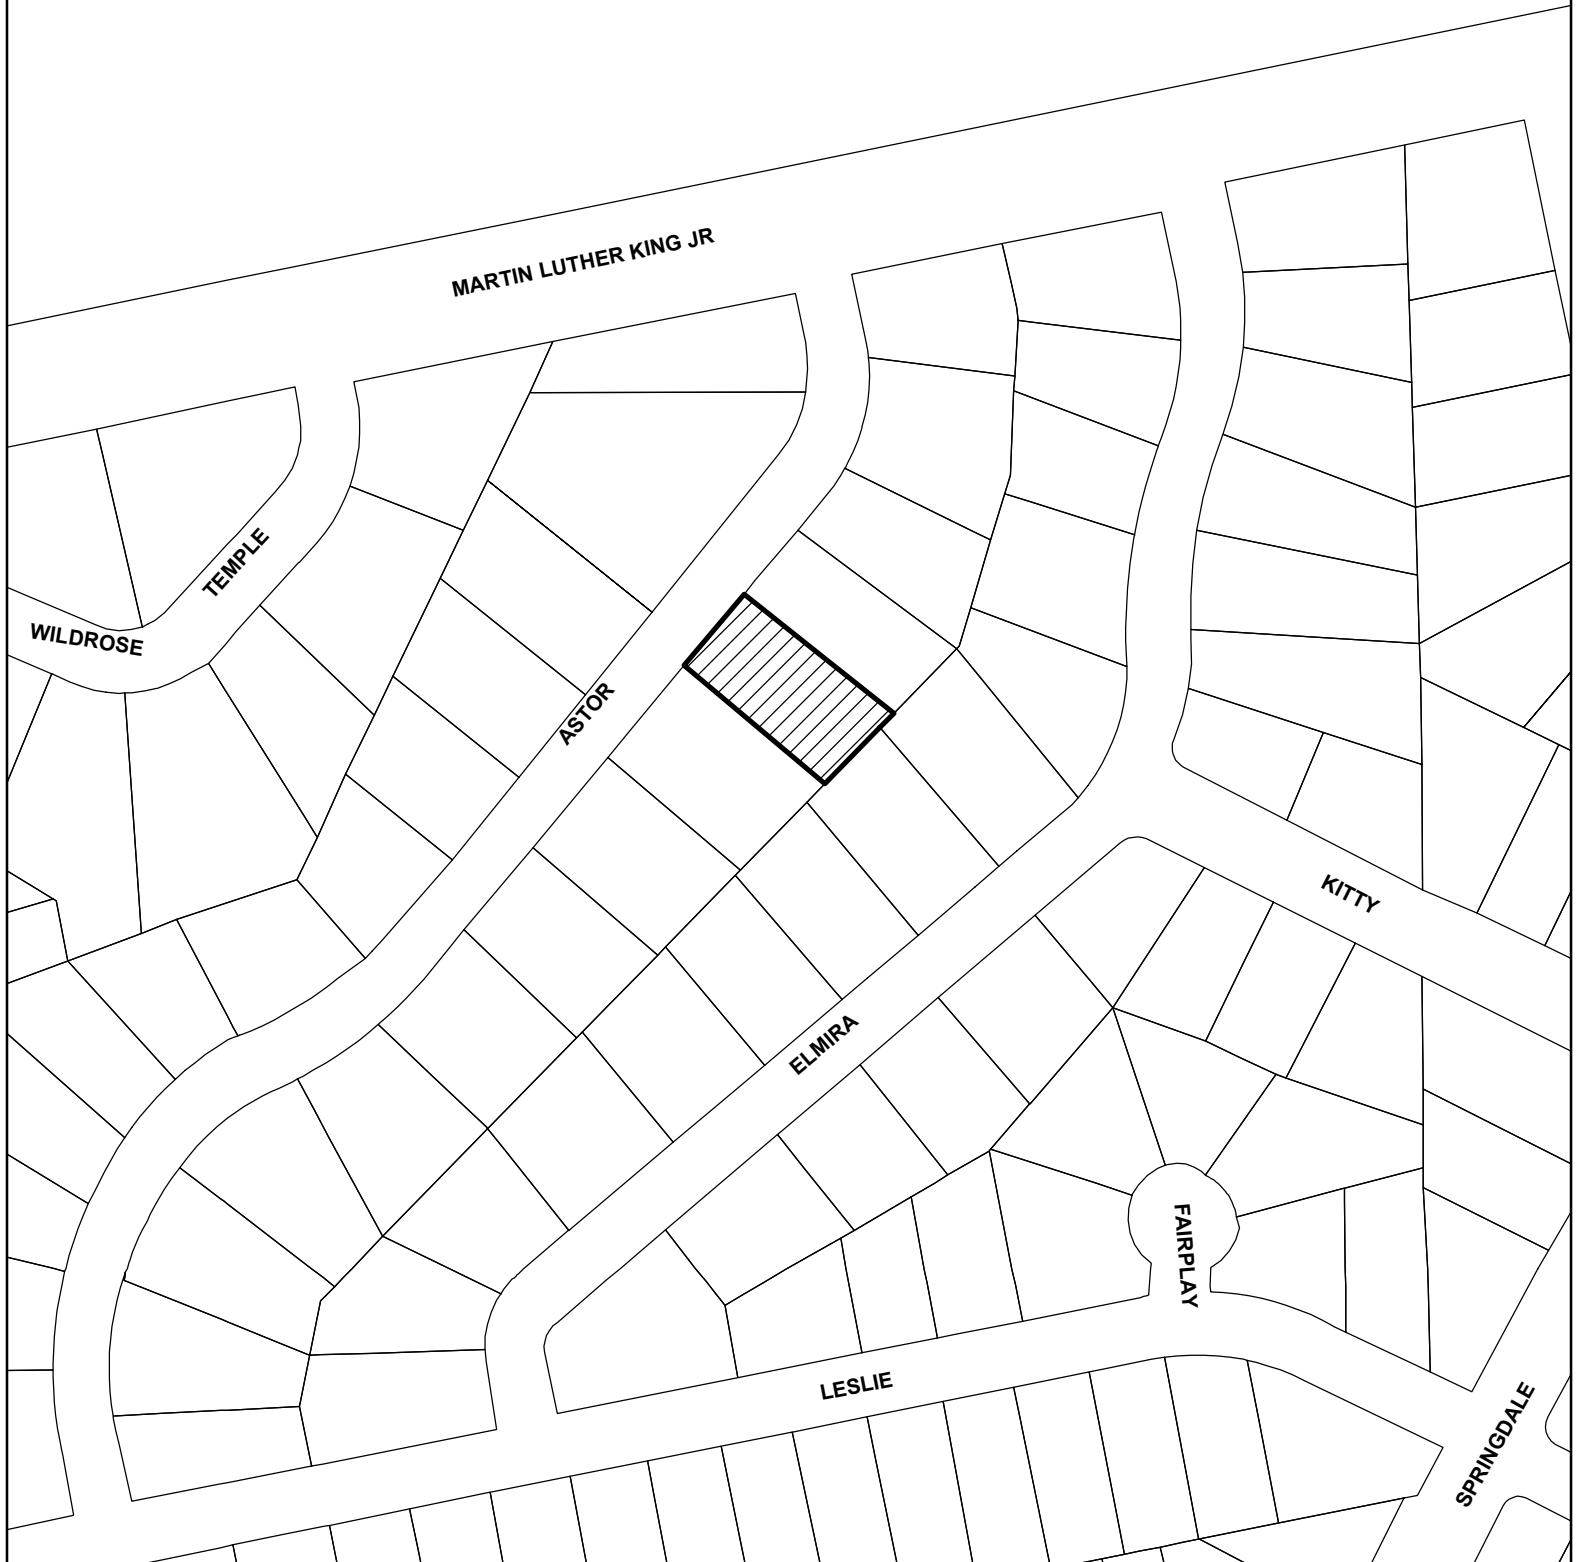 MARTIN LUTHER KING JR
TEMPLE
WILDROSE
ASTOR
KITTY
ELMIRA
FAIRPLAY
LESLIE
SPRINGDALE